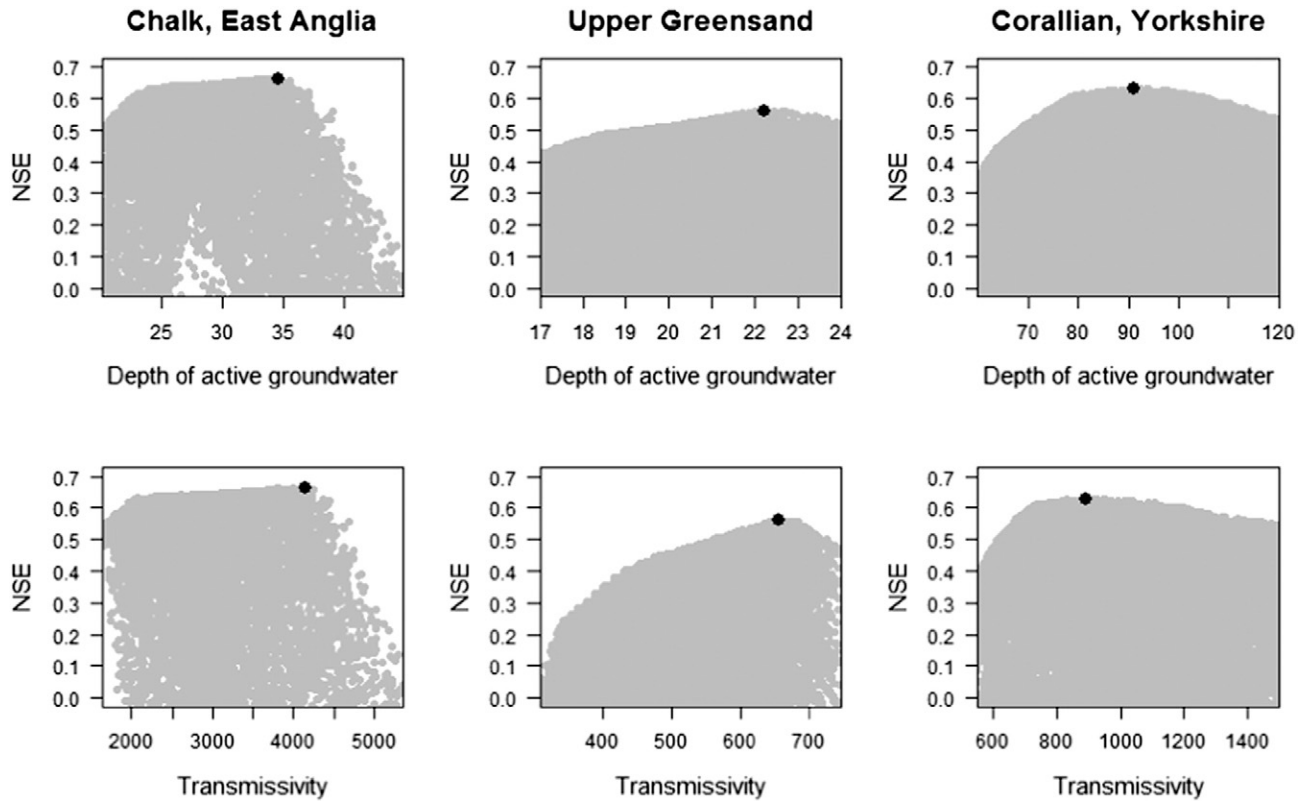 Chalk, East Anglia
Upper Greensand
Corallian, Yorkshire
NSE
0.7
0.6
0.5
0.4
0.3
0.2
0.1
0.0
25 30 35 40
Depth of active groundwater
NSE
0.7
0.6
0.5
0.4
0.3
0.2
0.1
0.0
17 18 19 20 21 22 23 24
Depth of active groundwater
NSE
0.7
0.6
0.5
0.4
0.3
0.2
0.1
0.0
70 80 90 100 120
Depth of active groundwater
NSE
0.7
0.6
0.5
0.4
0.3
0.2
0.1
0.0
2000 3000 4000 5000
Transmissivity
NSE
0.7
0.6
0.5
0.4
0.3
0.2
0.1
0.0
400 500 600 700
Transmissivity
NSE
0.7
0.6
0.5
0.4
0.3
0.2
0.1
0.0
600 800 1000 1200 1400
Transmissivity